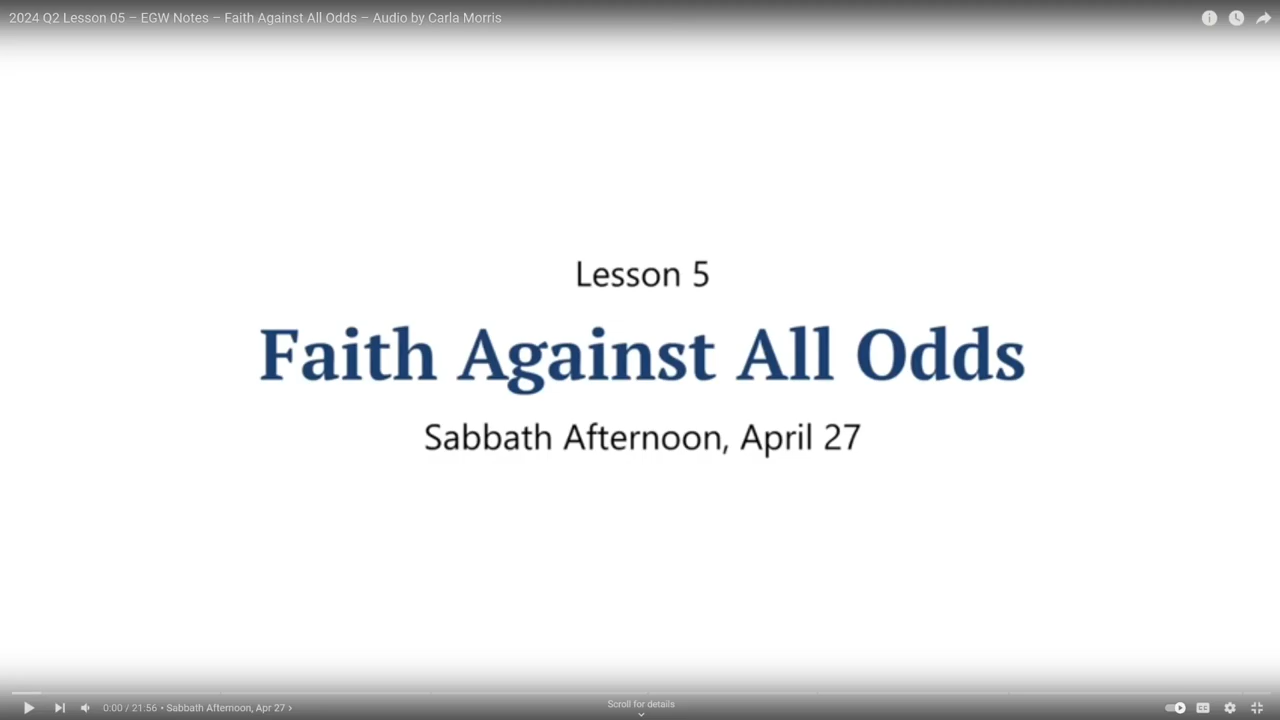 2024 Q2 Lesson 05 – EGW Notes – Faith Against All Odds – Audio by Carla Morris
Lesson 5
Faith Against All Odds
Sabbath Afternoon, April 27
Scroll for details
0:00 / 21:56 • Sabbath Afternoon, Apr 27 ›
CC